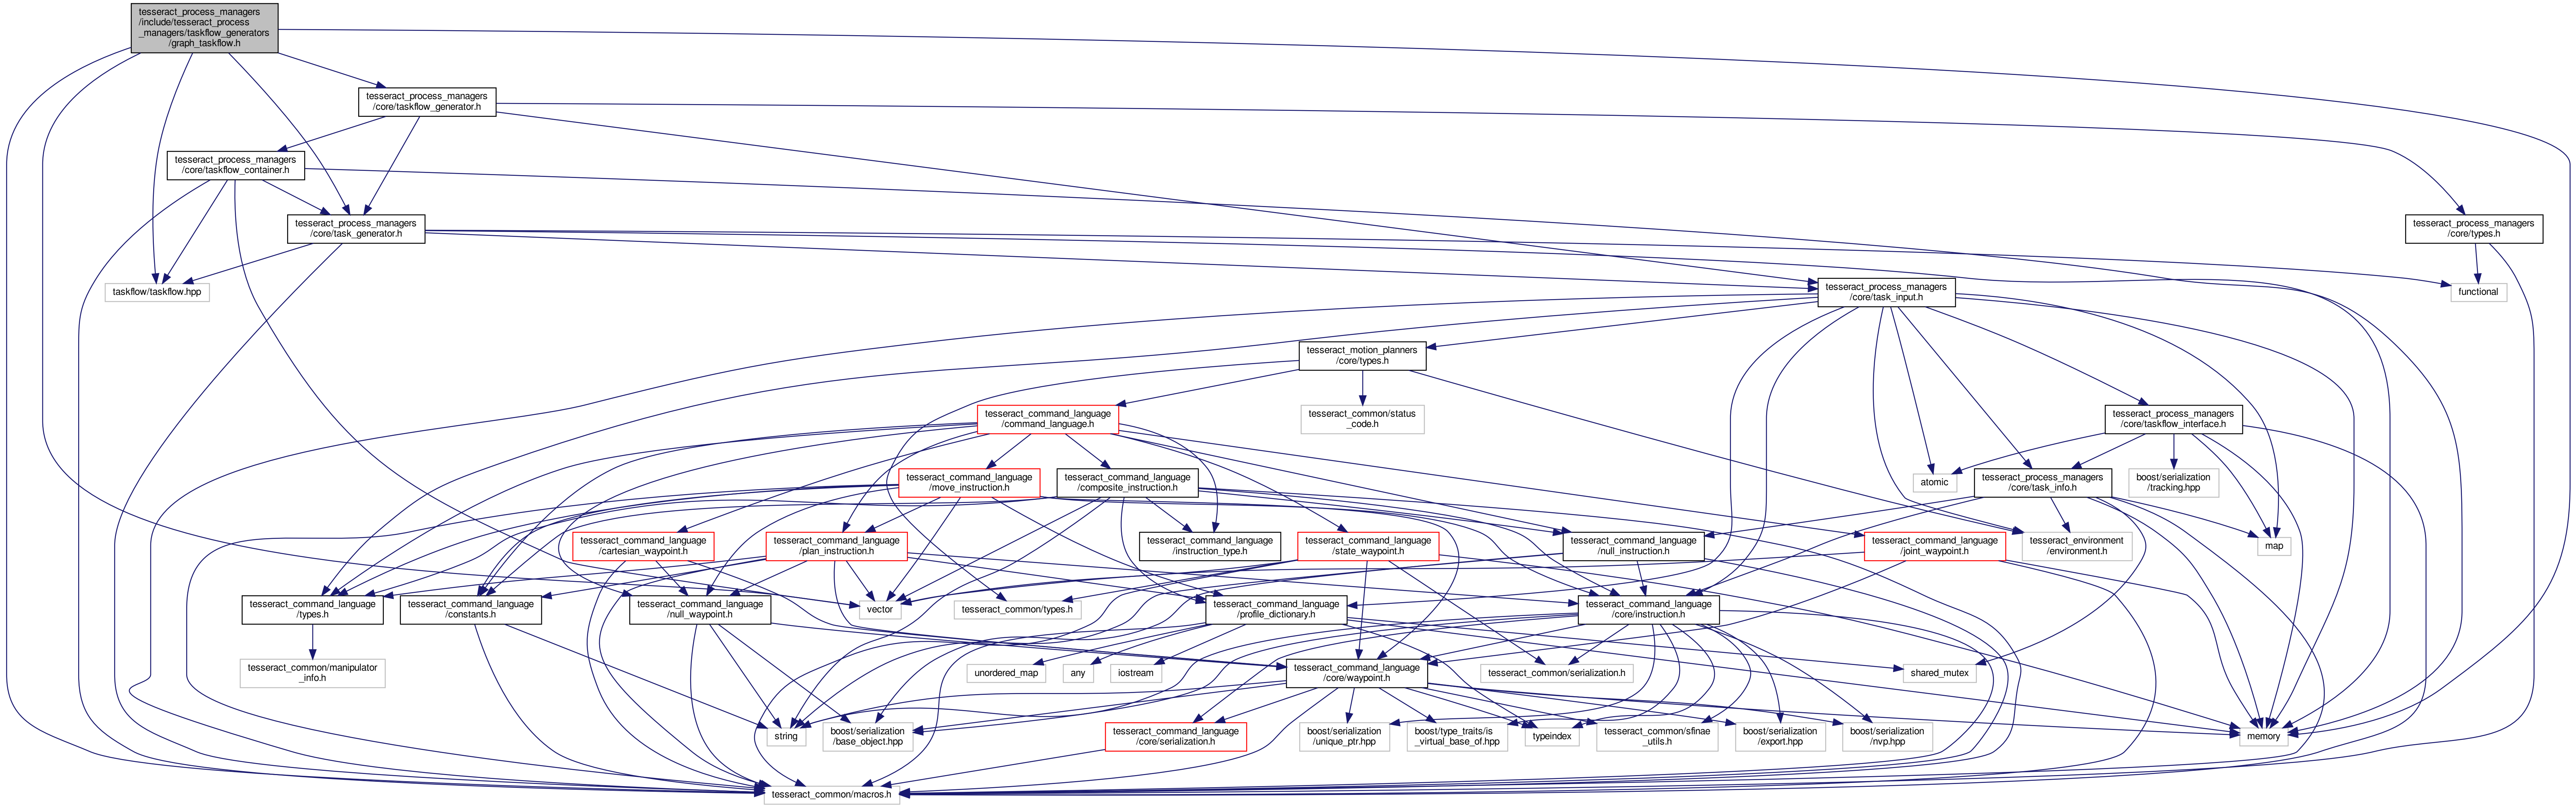 tesseract_process_managers
/include/tesseract_process
_managers/taskflow_generators
/graph_taskflow.h
tesseract_process_managers
/core/taskflow_generator.h
tesseract_process_managers
/core/taskflow_container.h
tesseract_process_managers
/core/task_generator.h
tesseract_process_managers
/core/types.h
taskflow/taskflow.hpp
tesseract_process_managers
/core/task_input.h
functional
tesseract_motion_planners
/core/types.h
tesseract_command_language
/command_language.h
tesseract_common/status
_code.h
tesseract_process_managers
/core/taskflow_interface.h
tesseract_command_language
/move_instruction.h
tesseract_command_language
/composite_instruction.h
atomic
tesseract_process_managers
/core/task_info.h
boost/serialization
/tracking.hpp
tesseract_command_language
/cartesian_waypoint.h
tesseract_command_language
/plan_instruction.h
tesseract_command_language
/instruction_type.h
tesseract_command_language
/state_waypoint.h
tesseract_command_language
/null_instruction.h
tesseract_command_language
/joint_waypoint.h
tesseract_environment
/environment.h
map
tesseract_command_language
/types.h
tesseract_command_language
/constants.h
tesseract_command_language
/null_waypoint.h
vector
tesseract_common/types.h
tesseract_command_language
/profile_dictionary.h
tesseract_command_language
/core/instruction.h
tesseract_common/manipulator
_info.h
unordered_map
any
iostream
tesseract_command_language
/core/waypoint.h
tesseract_common/serialization.h
shared_mutex
string
boost/serialization
/base_object.hpp
tesseract_command_language
/core/serialization.h
boost/serialization
/unique_ptr.hpp
boost/type_traits/is
_virtual_base_of.hpp
typeindex
tesseract_common/sfinae
_utils.h
boost/serialization
/export.hpp
boost/serialization
/nvp.hpp
memory
tesseract_common/macros.h